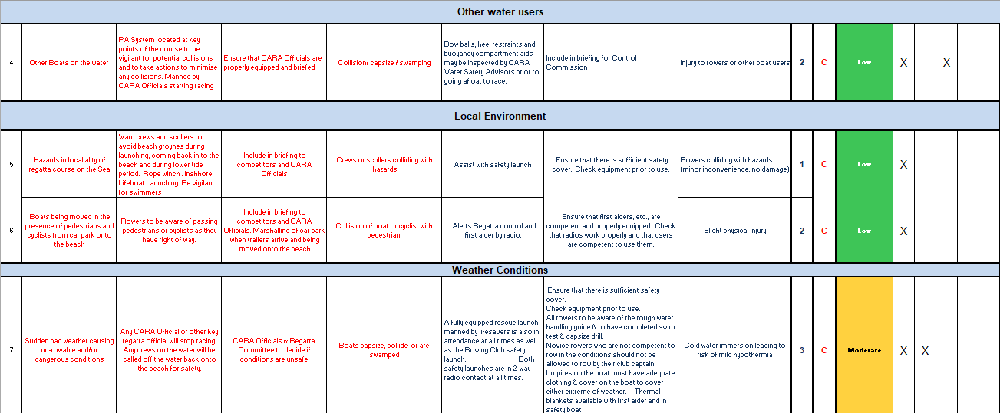 Other water users
4
Other Boats on the water
PA System located at key
points of the course to be
vigilant for potential collisions
and to take actions to minimise
any collisions. Manned by
CARA Officials starting racing
Ensure that CARA Officials are
properly equipped and briefed
Collision/ capsize / swamping
Bow balls, heel restraints and
buoyancy compartment aids
may be inspected by CARA
Water Safety Advisors prior to
going afloat to race.
Include in briefing for Control
Commission
Injury to rowers or other boat users
2
C
Low
X
X
Local Environment
5
Hazards in local ality of
regatta course on the Sea
Warn crews and scullers to
avoid beach groynes during
launching, coming back in to the
beach and during lower tide
period. Rope winch . Inshhore
Lifeboat Launching. Be vigilant
for swimmers
Include in briefing to
competitors and CARA
Officials
Crews or scullers colliding with
hazards
Assist with safety launch
Ensure that there is sufficient safety
cover. Check equipment prior to use.
Rowers colliding with hazards
(minor inconvenience, no damage)
1
C
Low
X
6
Boats being moved in the
presence of pedestrians and
cyclists from car park onto
the beach
Rowers to be aware of passing
pedestrians or cyclists as they
have right of way.
Include in briefing to
competitors and CARA
Officials. Marshalling of car park
when trailers arrive and being
moved onto the beach
Collision of boat or cyclist with
pedestrian.
Alerts Regatta control and
first aider by radio.
Ensure that first aiders, etc., are
competent and properly equipped. Check
that radios work properly and that users
are competent to use them.
Slight physical injury
2
C
Low
X
Weather Conditions
7
Sudden bad weather causing
un-rowable and/or
dangerous conditions
Any CARA Official or other key
regatta official will stop racing.
Any crews on the water will be
called off the water back onto
the beach for safety.
CARA Officials & Regatta
Committee to decide if
conditions are unsafe
Boats capsize, collide or are
swamped
A fully equipped rescue launch
manned by lifesavers is also in
attendance at all times as well
as the Rowing Club safety
launch. Both
safety launches are in 2-way
radio contact at all times.
Ensure that there is sufficient safety
cover.
Check equipment prior to use.
All rowers to be aware of the rough water
handling guide & to have completed swim
test & capsize drill.
Novice rowers who are not competent to
row in the conditions should not be
allowed to row by their club captain.
Umpires on the boat must have adequate
clothing & cover on the boat to cover
either extreme of weather. Thermal
blankets available with first aider and in
safety boat
Cold water immersion leading to
risk of mild hypothermia
3
C
Moderate
X
X